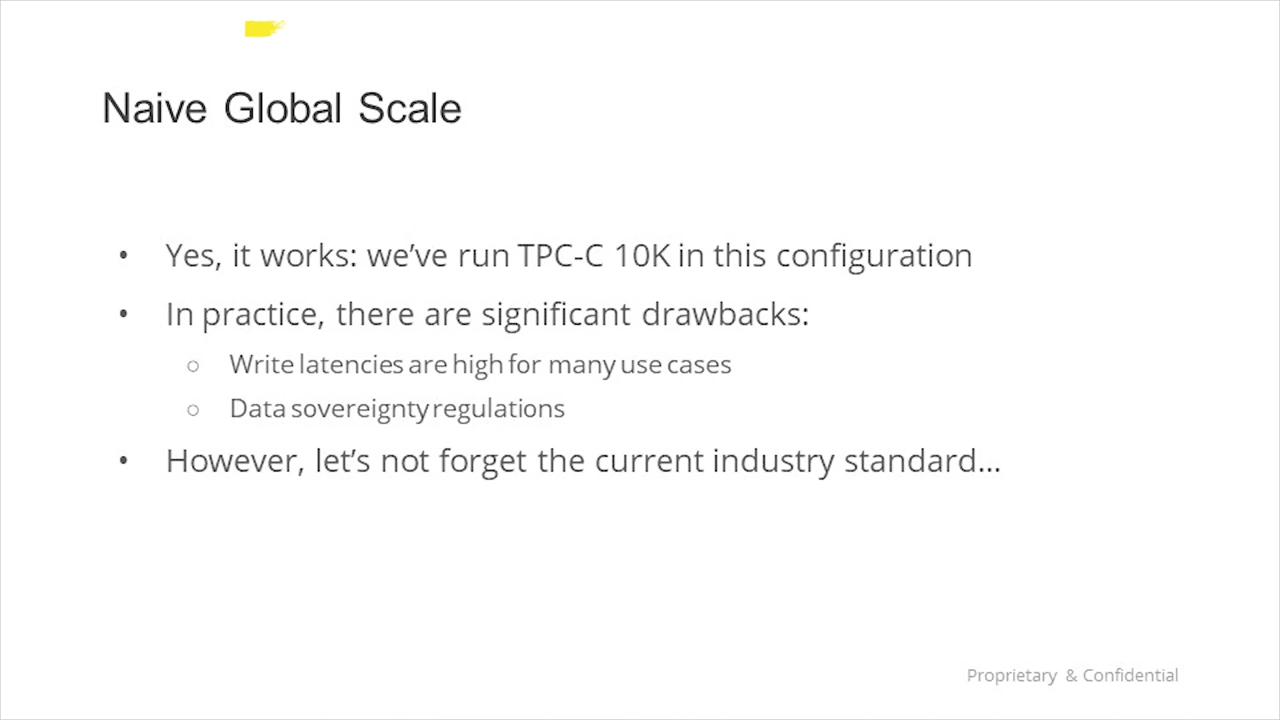 Naive Global Scale
• Yes, it works: we’ve run TPC-C 10K in this configuration
• In practice, there are significant drawbacks:
○ Write latencies are high for many use cases
○ Data sovereignty regulations
• However, let’s not forget the current industry standard...
Proprietary & Confidential